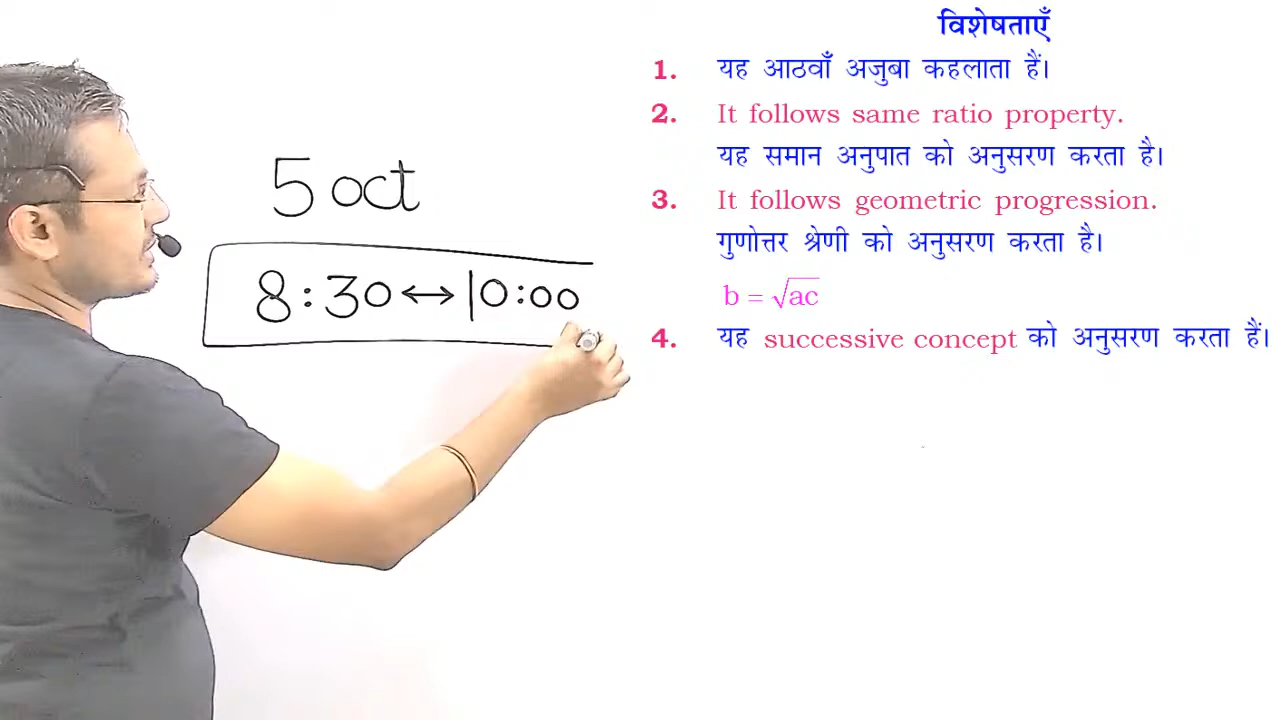 5 oct
8:30 ↔ 10:00
विशेषताएँ
1. यह आठवाँ अजुबा कहलाता हैं।
2. It follows same ratio property.
यह समान अनुपात को अनुसरण करता है।
3. It follows geometric progression.
गुणोत्तर श्रेणी को अनुसरण करता है।
b = √ac
4. यह successive concept को अनुसरण करता हैं।